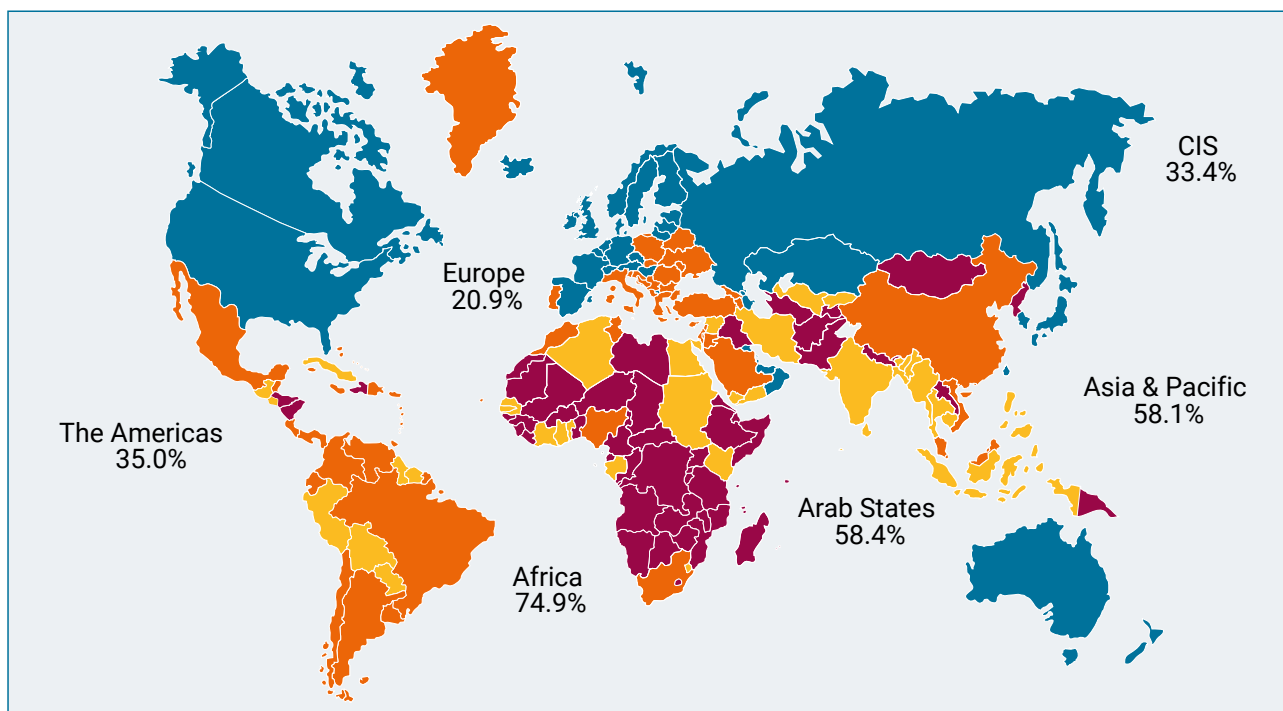 CIS
33.4%
Europe
20.9%
Asia & Pacific
58.1%
The Americas
35.0%
Arab States
58.4%
Africa
74.9%